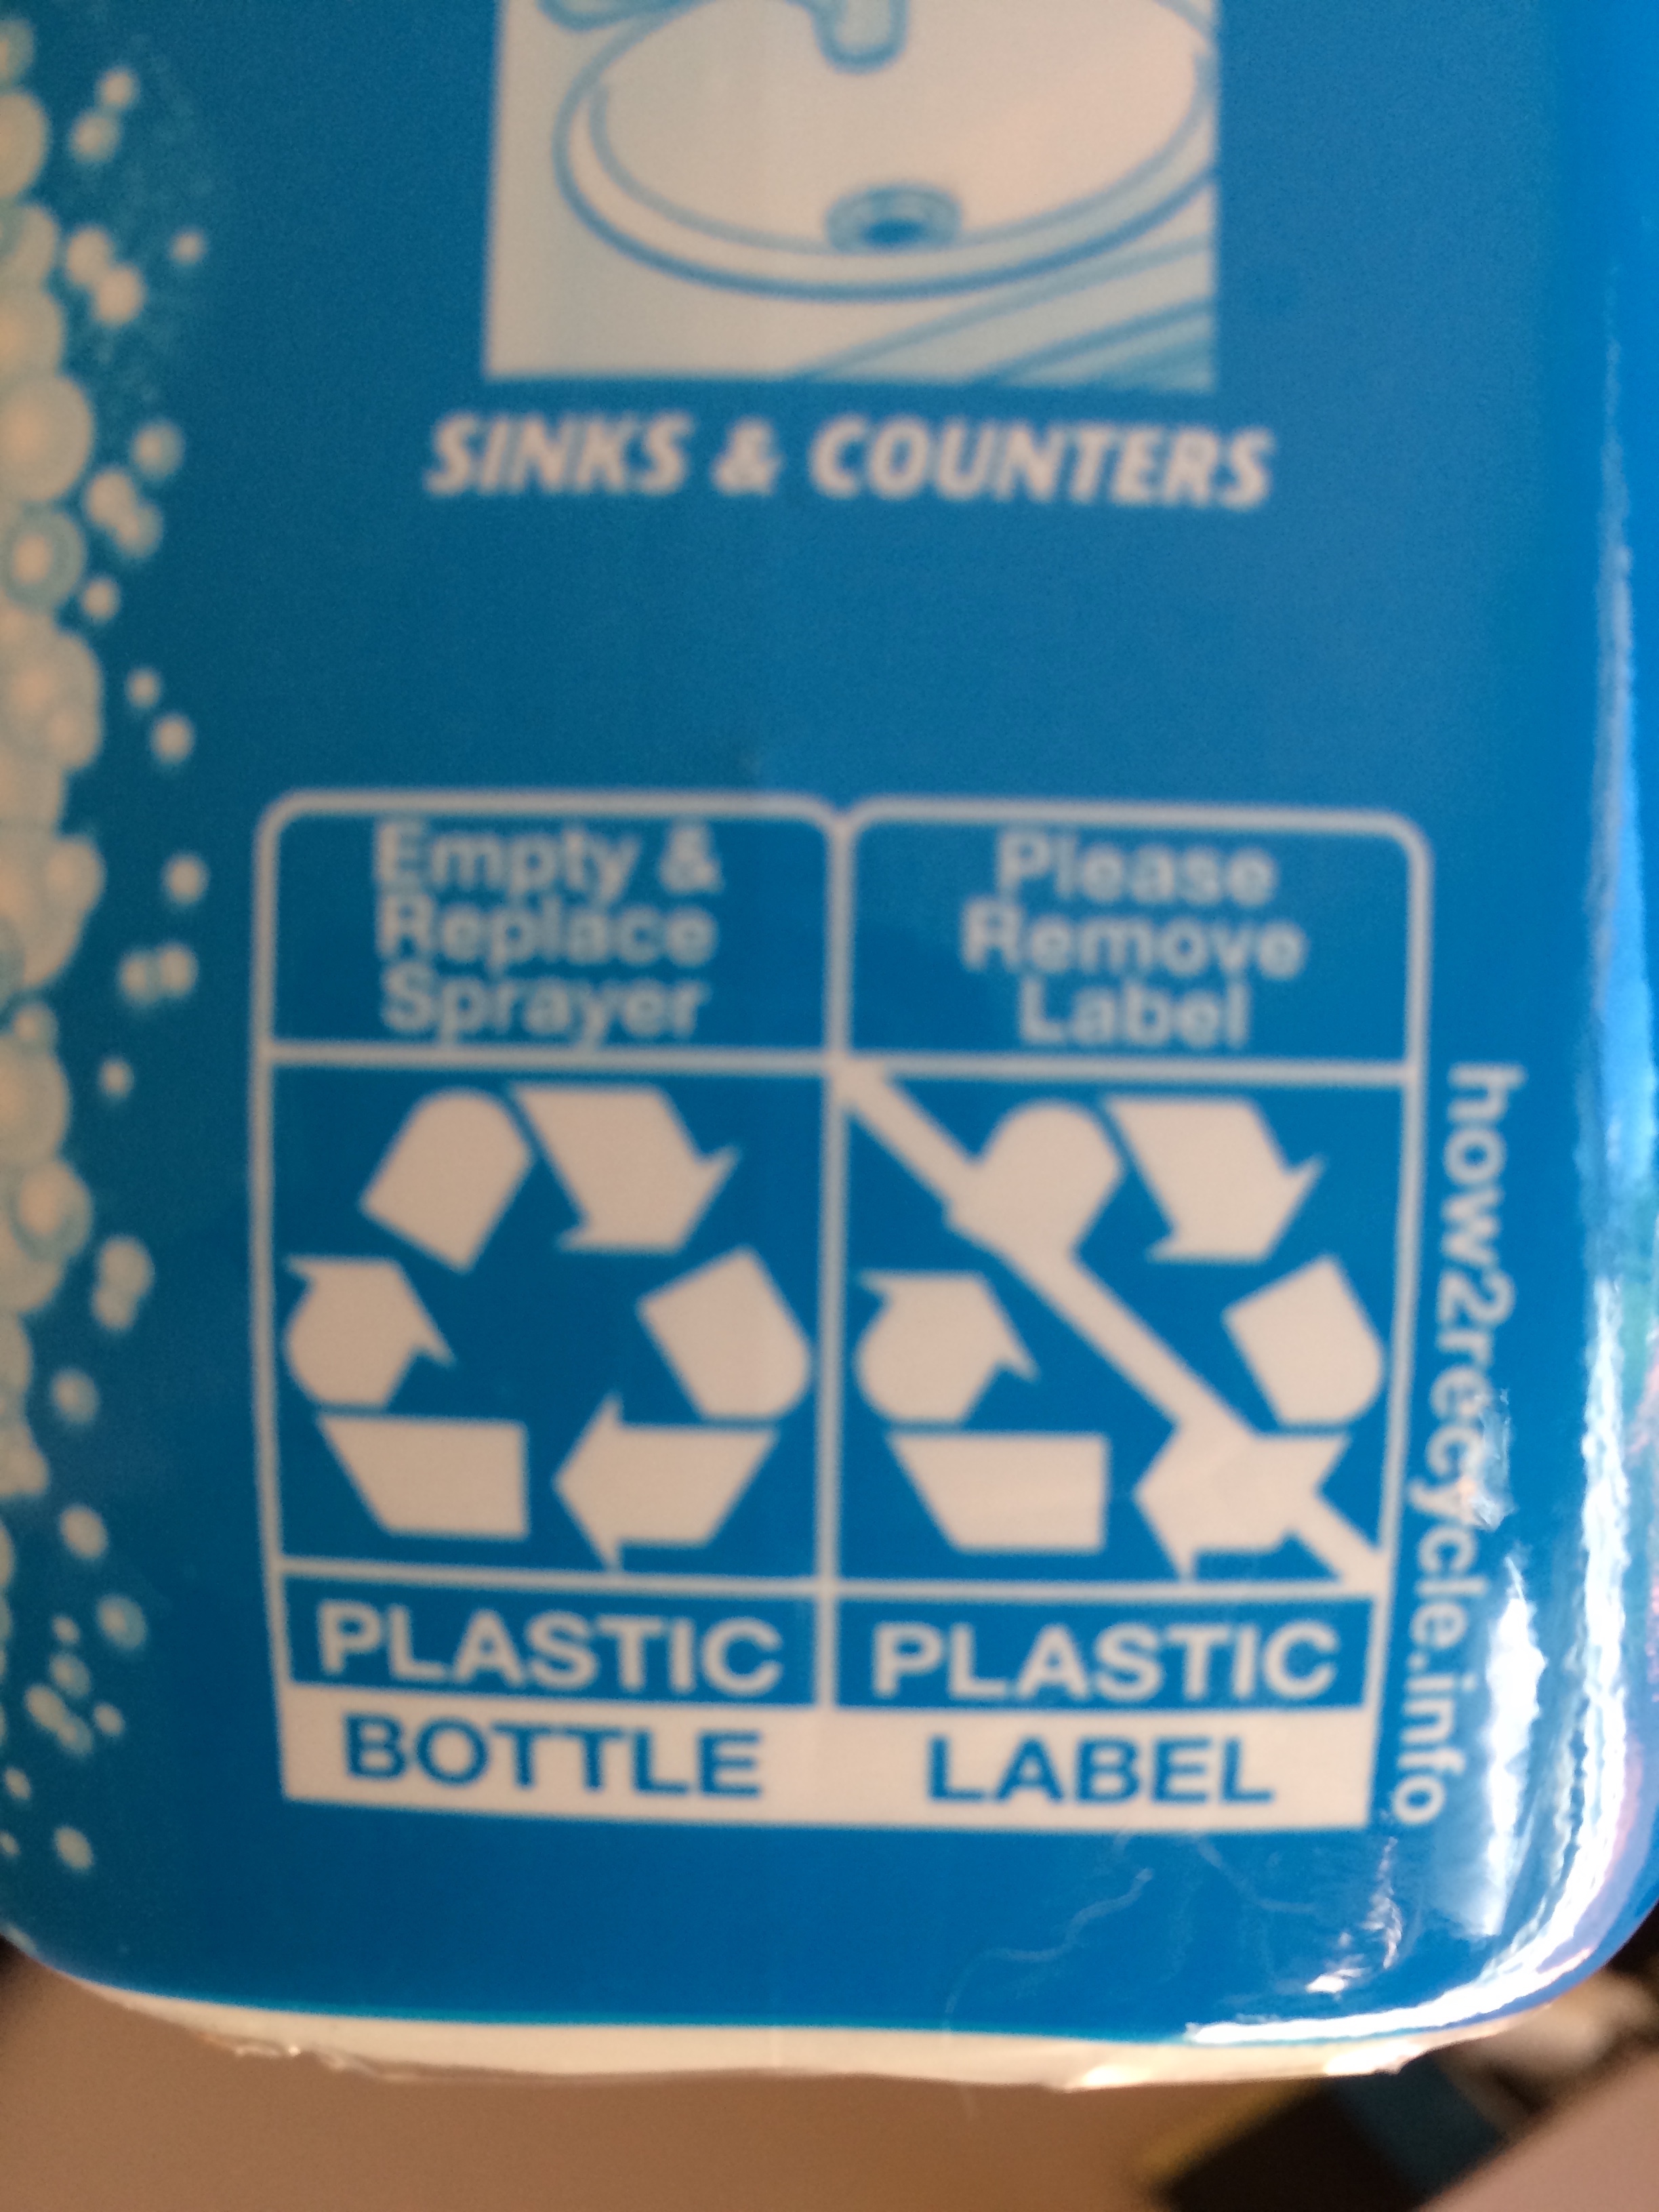 SINKS & COUNTERS
Empty &
Replace
Sprayer
Please
Remove
Label
PLASTIC
BOTTLE
PLASTIC
LABEL
how2recycle.info